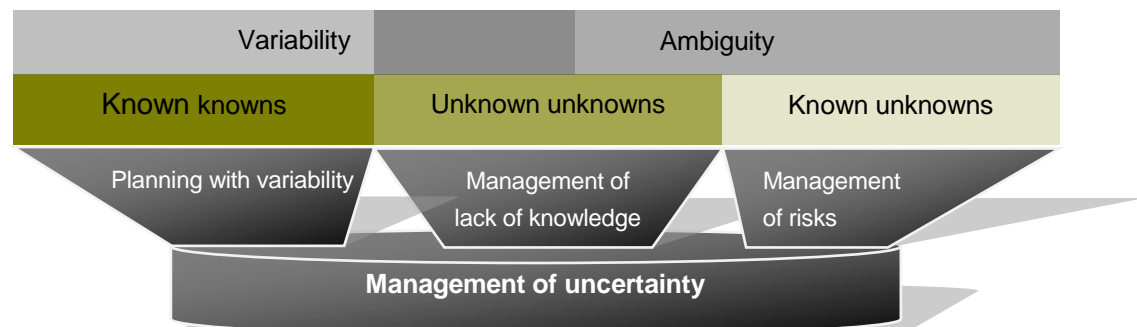 Variability
Ambiguity
Known knowns
Unknown unknowns
Known unknowns
Planning with variability
Management of
lack of knowledge
Management
of risks
Management of uncertainty